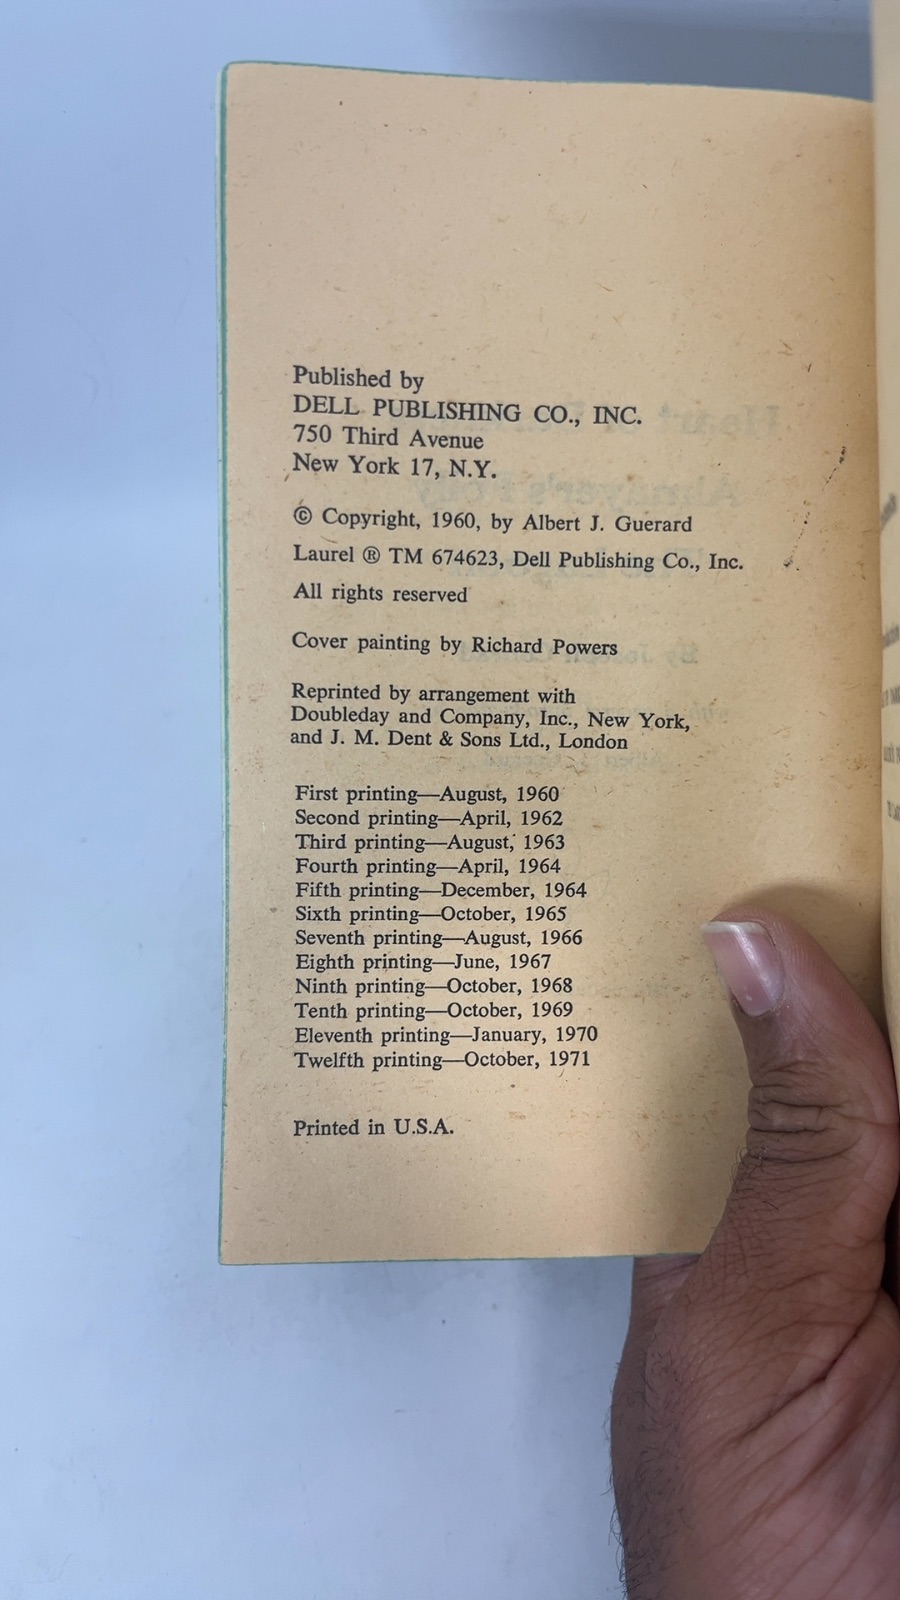 Published by
DELL PUBLISHING CO., INC.
750 Third Avenue
New York 17, N.Y.
© Copyright, 1960, by Albert J. Guerard
Laurel ® TM 674623, Dell Publishing Co., Inc.
All rights reserved
Cover painting by Richard Powers
Reprinted by arrangement with
Doubleday and Company, Inc., New York,
and J. M. Dent & Sons Ltd., London
First printing—August, 1960
Second printing—April, 1962
Third printing—August, 1963
Fourth printing—April, 1964
Fifth printing—December, 1964
Sixth printing—October, 1965
Seventh printing—August, 1966
Eighth printing—June, 1967
Ninth printing—October, 1968
Tenth printing—October, 1969
Eleventh printing—January, 1970
Twelfth printing—October, 1971
Printed in U.S.A.